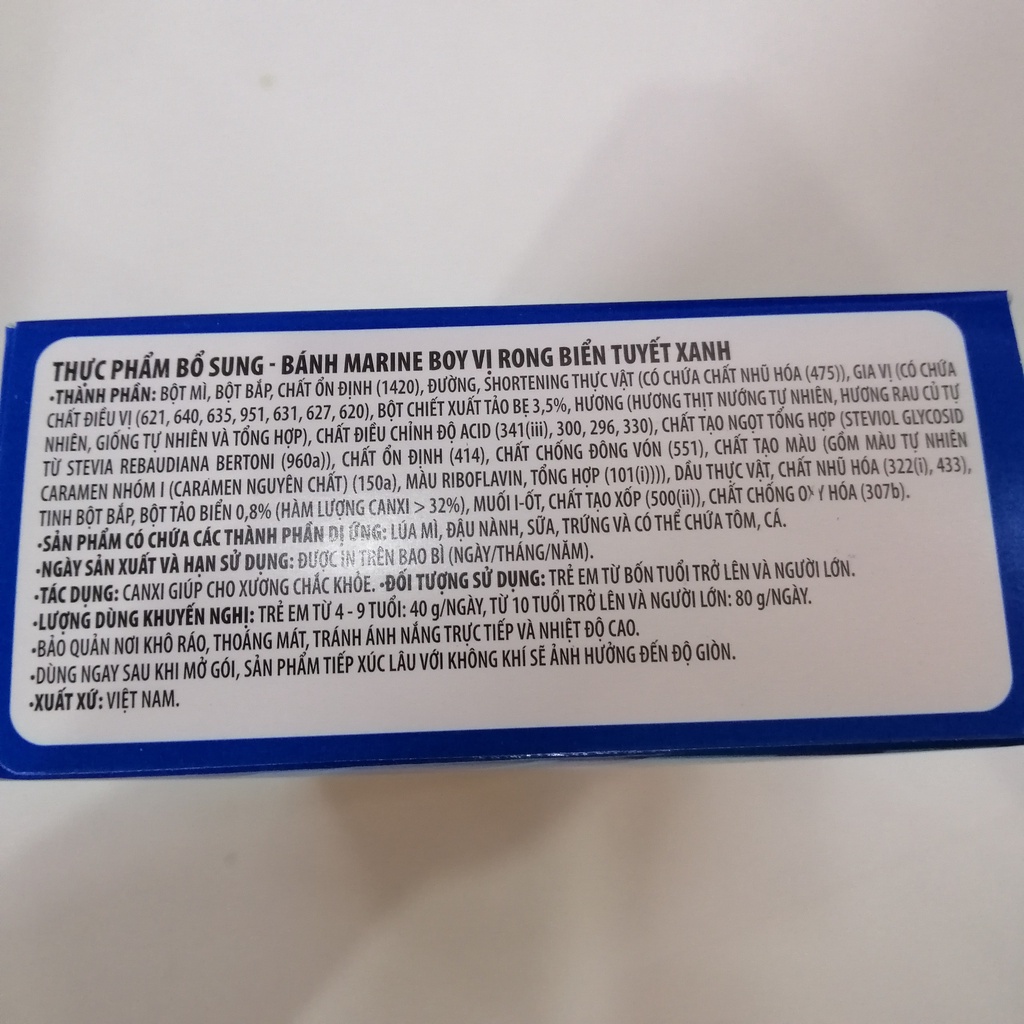 THỰC PHẨM BỔ SUNG - BÁNH MARINE BOY VỊ RONG BIỂN TUYẾT XANH
•THÀNH PHẦN: BỘT MÌ, BỘT BẮP, CHẤT ỔN ĐỊNH (1420), ĐƯỜNG, SHORTENING THỰC VẬT (CÓ CHỨA CHẤT NHŨ HÓA (475)), GIA VỊ (CÓ CHỨA
CHẤT ĐIỀU VỊ (621, 640, 635, 951, 631, 627, 620), BỘT CHIẾT XUẤT TẢO BẸ 3,5%, HƯƠNG (HƯƠNG THỊT NƯỚNG TỰ NHIÊN, HƯƠNG RAU CỦ TỰ
NHIÊN, GIỐNG TỰ NHIÊN VÀ TỔNG HỢP), CHẤT ĐIỀU CHỈNH ĐỘ ACID (341(iii), 300, 296, 330), CHẤT TẠO NGỌT TỔNG HỢP (STEVIOL GLYCOSID
TỪ STEVIA REBAUDIANA BERTONI (960a)), CHẤT ỔN ĐỊNH (414), CHẤT CHỐNG ĐÔNG VÓN (551), CHẤT TẠO MÀU (GỒM MÀU TỰ NHIÊN
CARAMEN NHÓM I (CARAMEN NGUYÊN CHẤT) (150a), MÀU RIBOFLAVIN, TỔNG HỢP (101(i)))), DẦU THỰC VẬT, CHẤT NHŨ HÓA (322(i), 433),
TINH BỘT BẮP, BỘT TẢO BIỂN 0,8% (HÀM LƯỢNG CANXI > 32%), MUỐI I-ỐT, CHẤT TẠO XỐP (500(ii)), CHẤT CHỐNG OXY HÓA (307b).
•SẢN PHẨM CÓ CHỨA CÁC THÀNH PHẦN DỊ ỨNG: LÚA MÌ, ĐẬU NÀNH, SỮA, TRỨNG VÀ CÓ THỂ CHỨA TÔM, CÁ.
•NGÀY SẢN XUẤT VÀ HẠN SỬ DỤNG: ĐƯỢC IN TRÊN BAO BÌ (NGÀY/THÁNG/NĂM).
•TÁC DỤNG: CANXI GIÚP CHO XƯƠNG CHẮC KHỎE. •ĐỐI TƯỢNG SỬ DỤNG: TRẺ EM TỪ BỐN TUỔI TRỞ LÊN VÀ NGƯỜI LỚN.
•LƯỢNG DÙNG KHUYẾN NGHỊ: TRẺ EM TỪ 4 - 9 TUỔI: 40 g/NGÀY, TỪ 10 TUỔI TRỞ LÊN VÀ NGƯỜI LỚN: 80 g/NGÀY.
•BẢO QUẢN NƠI KHÔ RÁO, THOÁNG MÁT, TRÁNH ÁNH NẮNG TRỰC TIẾP VÀ NHIỆT ĐỘ CAO.
•DÙNG NGAY SAU KHI MỞ GÓI, SẢN PHẨM TIẾP XÚC LÂU VỚI KHÔNG KHÍ SẼ ẢNH HƯỞNG ĐẾN ĐỘ GIÒN.
•XUẤT XỨ: VIỆT NAM.